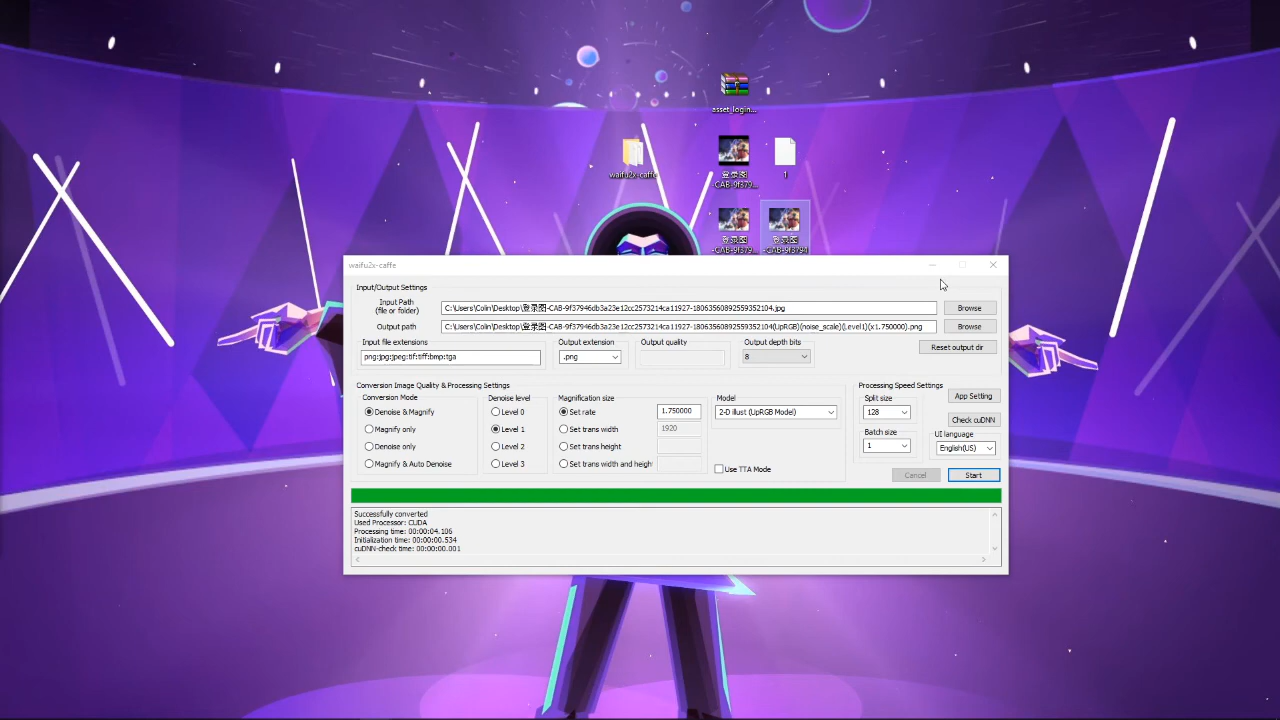 asset_login...
waifu2x-caffe
登录图
-CAB-9f379...
1
登录图
-CAB-9f379...
登录图
-CAB-9f3794
waifu2x-caffe
Input/Output Settings
Input Path
(file or folder)
C:\Users\Colin\Desktop\登录图-CAB-9f37946db3a23e12cc2573214ca11927-18063560892559352104.jpg
Browse
Output path
C:\Users\Colin\Desktop\登录图-CAB-9f37946db3a23e12cc2573214ca11927-18063560892559352104(UpRGB)(noise_scale)(Level1)(x1.750000).png
Browse
Input file extensions
png:jpg:jpeg:tif:tiff:bmp:tga
Output extension
.png
Output quality
Output depth bits
8
Reset output dir
Conversion Image Quality & Processing Settings
Conversion Mode
Denoise & Magnify
Magnify only
Denoise only
Magnify & Auto Denoise
Denoise level
Level 0
Level 1
Level 2
Level 3
Magnification size
Set rate
1.750000
Set trans width
1920
Set trans height
Set trans width and heigh
Model
2-D illust (UpRGB Model)
Use TTA Mode
Processing Speed Settings
Split size
128
Batch size
1
App Setting
Check cuDNN
UI language
English(US)
Cancel
Start
Successfully converted
Used Processor: CUDA
Processing time: 00:00:04.106
Initialization time: 00:00:00.534
cuDNN-check time: 00:00:00.001